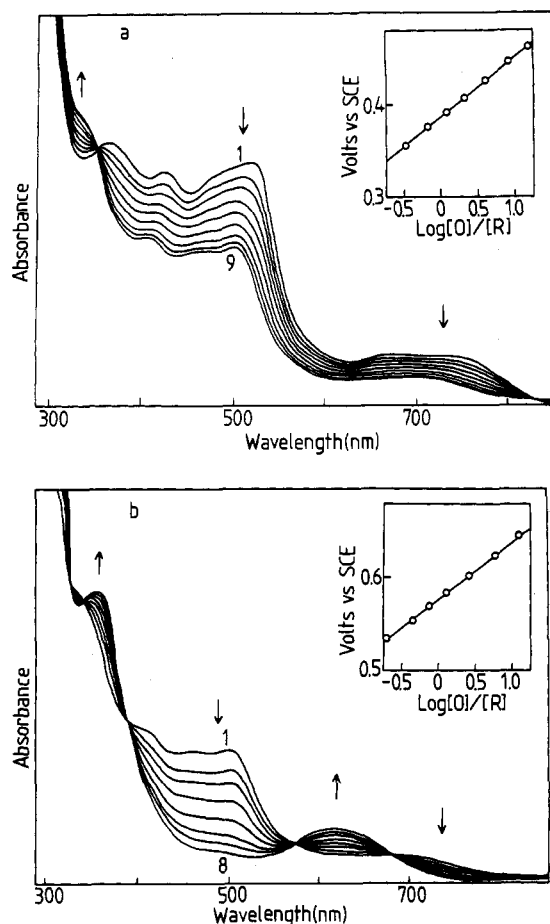 a
1
9
Absorbance
300 500 700
Wavelength(nm)
Volts vs SCE
0.4
0.3
-0.5 0 0.5 1.0
Log[O]/[R]
b
1
8
Absorbance
300 500 700
Wavelength(nm)
Volts vs SCE
0.6
0.5
-0.5 0 0.5 1.0
Log[O]/[R]